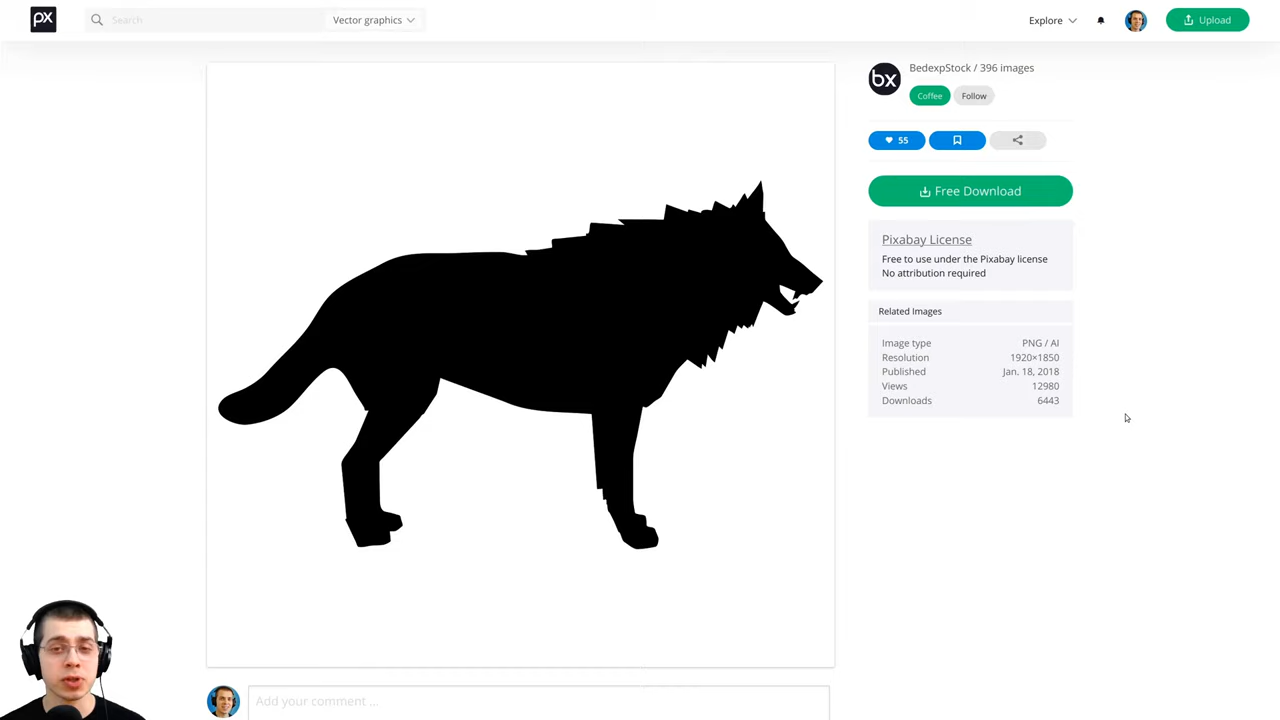 px
Search
Vector graphics
Explore
Upload
bx
BedexpStock / 396 images
Coffee
Follow
55
Free Download
Pixabay License
Free to use under the Pixabay license
No attribution required
Related Images
Image type PNG / AI
Resolution 1920×1850
Published Jan. 18, 2018
Views 12980
Downloads 6443
Add your comment ...